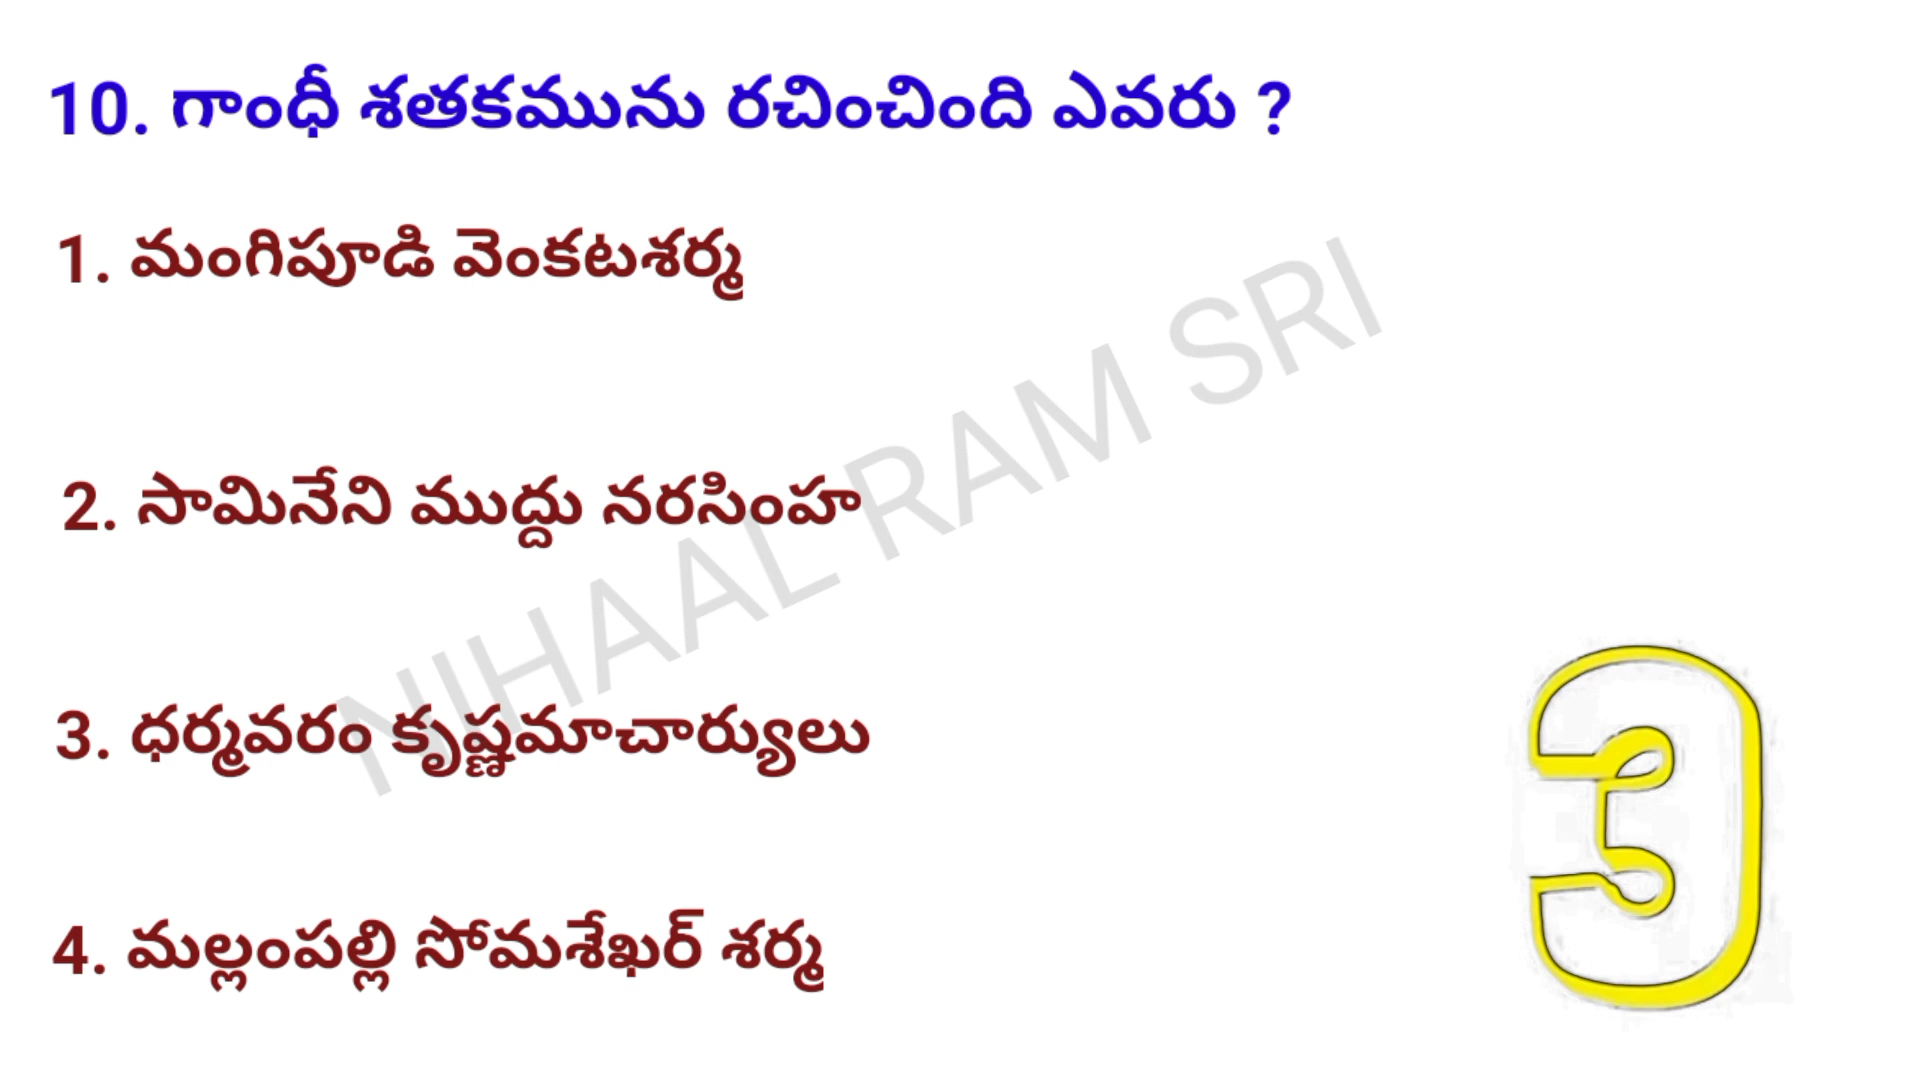 10. గాంధీ శతకమును రచించింది ఎవరు ?
1. మంగిపూడి వెంకటశర్మ
2. సామినేని ముద్దు నరసింహ
3. ధర్మవరం కృష్ణమాచార్యులు
4. మల్లంపల్లి సోమశేఖర్ శర్మ
NIHAAL RAM SRI
3